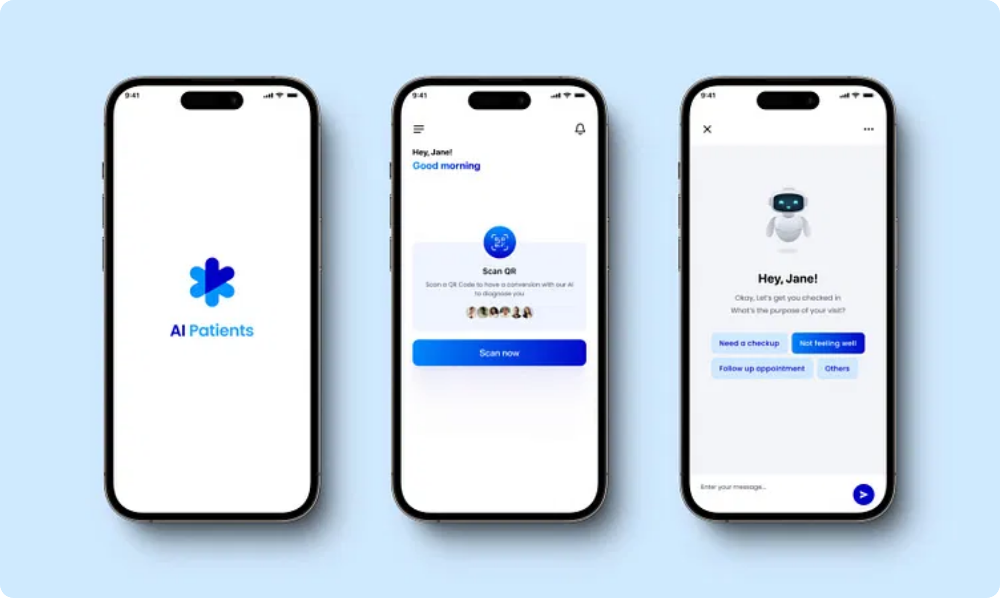 9:41
AI Patients
9:41
Hey, Jane!
Good morning
Scan QR
Scan a QR Code to have a conversion with our AI
to diagnose you
Scan now
9:41
Hey, Jane!
Okay, Let's get you checked in
What's the purpose of your visit?
Need a checkup
Not feeling well
Follow up appointment
Others
Enter your message...